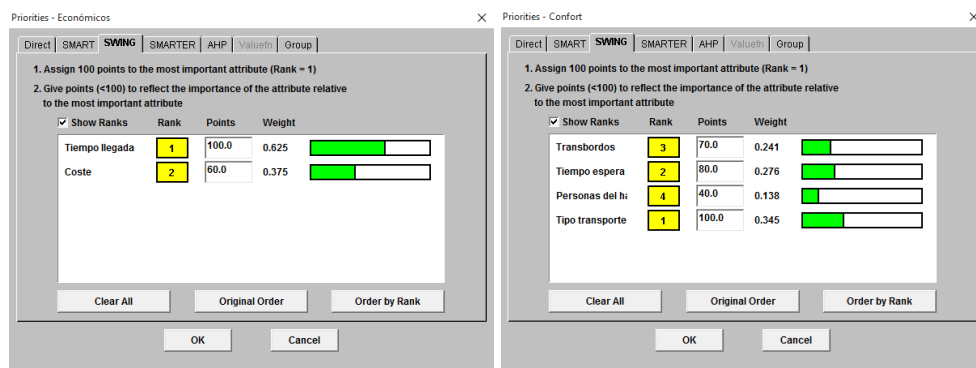 Priorities - Económicos
Direct SMART SWING SMARTER AHP Valuefn Group
1. Assign 100 points to the most important attribute (Rank = 1)
2. Give points (<100) to reflect the importance of the attribute relative
to the most important attribute
Show Ranks Rank Points Weight
Tiempo llegada 1 100.0 0.625
Coste 2 60.0 0.375
Clear All Original Order Order by Rank
OK Cancel
Priorities - Confort
Direct SMART SWING SMARTER AHP Valuefn Group
1. Assign 100 points to the most important attribute (Rank = 1)
2. Give points (<100) to reflect the importance of the attribute relative
to the most important attribute
Show Ranks Rank Points Weight
Transbordos 3 70.0 0.241
Tiempo espera 2 80.0 0.276
Personas del ha 4 40.0 0.138
Tipo transporte 1 100.0 0.345
Clear All Original Order Order by Rank
OK Cancel